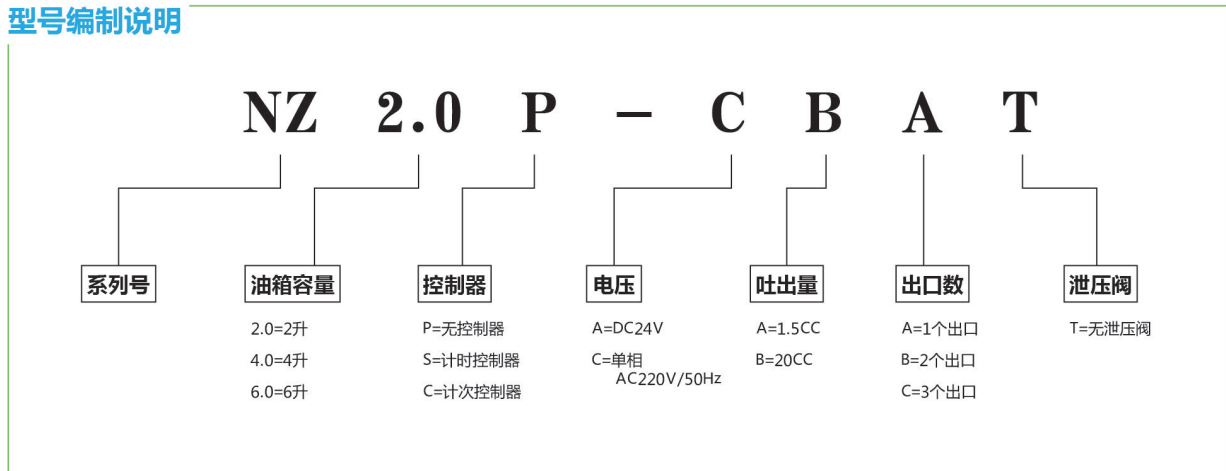 型号编制说明
NZ 2.0 P - C B A T
系列号 油箱容量 控制器 电压 吐出量 出口数 泄压阀
2.0=2升 P=无控制器 A=DC24V A=1.5CC A=1个出口 T=无泄压阀
4.0=4升 S=计时控制器 C=单相 B=20CC B=2个出口
AC220V/50Hz
6.0=6升 C=计次控制器 C=3个出口